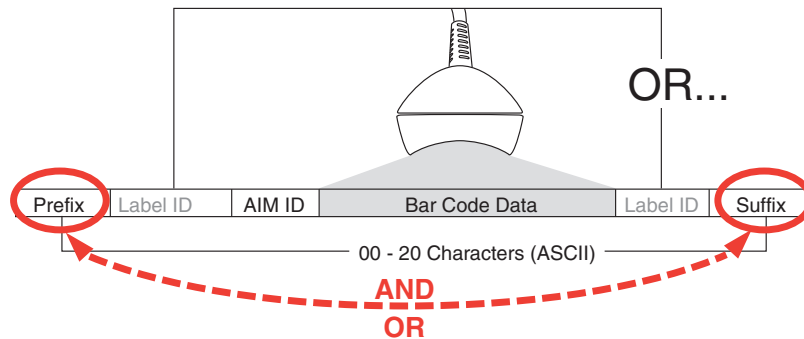 OR...
Prefix Label ID AIM ID Bar Code Data Label ID Suffix
00 - 20 Characters (ASCII)
AND
OR